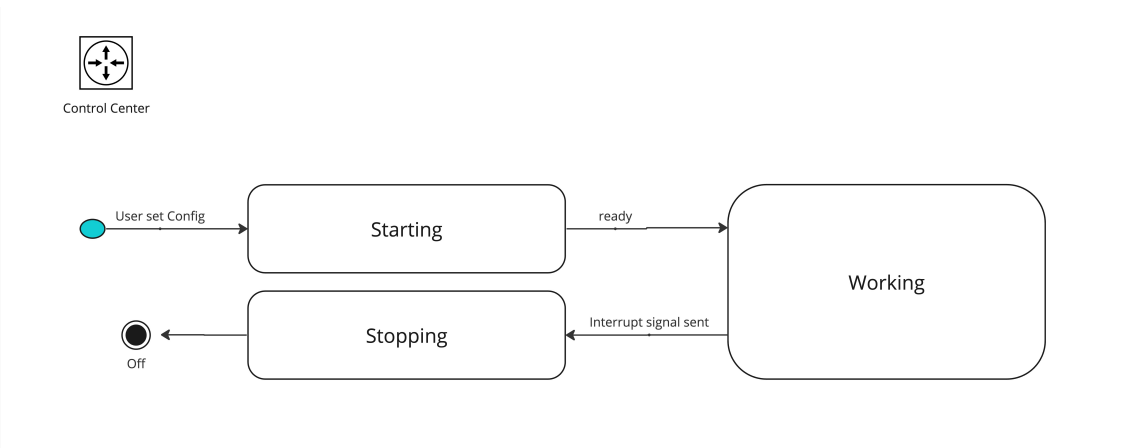 Control Center
User set Config
Starting
ready
Working
Interrupt signal sent
Stopping
Off